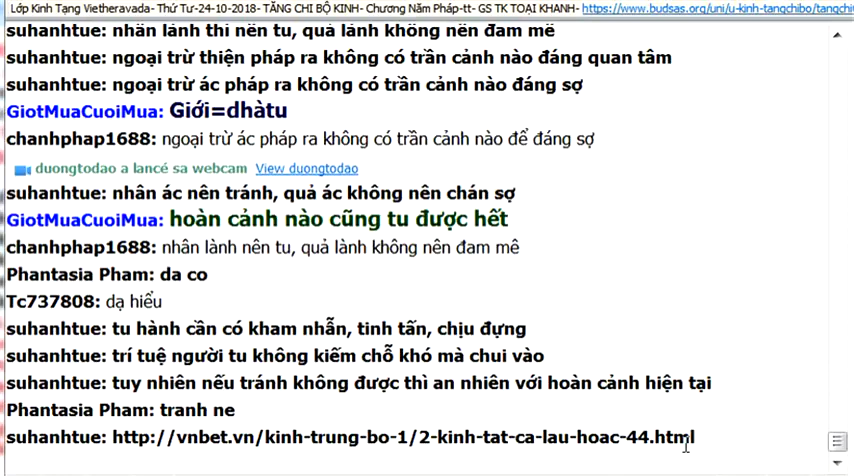 Lớp Kinh Tạng Vietheravada- Thứ Tư-24-10-2018- TĂNG CHI BỘ KINH- Chương Năm Pháp-tt- GS TK TOẠI KHANH- https://www.budsas.org/uni/u-kinh-tangchibo/tangchi
suhanhtue: nhân lành thì nên tu, quả lành không nên đam mê
suhanhtue: ngoại trừ thiện pháp ra không có trần cảnh nào đáng quan tâm
suhanhtue: ngoại trừ ác pháp ra không có trần cảnh nào đáng sợ
GiotMuaCuoiMua: Giới=dhàtu
chanhphap1688: ngoại trừ ác pháp ra không có trần cảnh nào để đáng sợ
duongtodao a lancé sa webcam View duongtodao
suhanhtue: nhân ác nên tránh, quả ác không nên chán sợ
GiotMuaCuoiMua: hoàn cảnh nào cũng tu được hết
chanhphap1688: nhân lành nên tu, quả lành không nên đam mê
Phantasia Pham: da co
Tc737808: dạ hiểu
suhanhtue: tu hành cần có kham nhẫn, tinh tấn, chịu đựng
suhanhtue: trí tuệ người tu không kiếm chỗ khó mà chui vào
suhanhtue: tuy nhiên nếu tránh không được thì an nhiên với hoàn cảnh hiện tại
Phantasia Pham: tranh ne
suhanhtue: http://vnbet.vn/kinh-trung-bo-1/2-kinh-tat-ca-lau-hoac-44.html